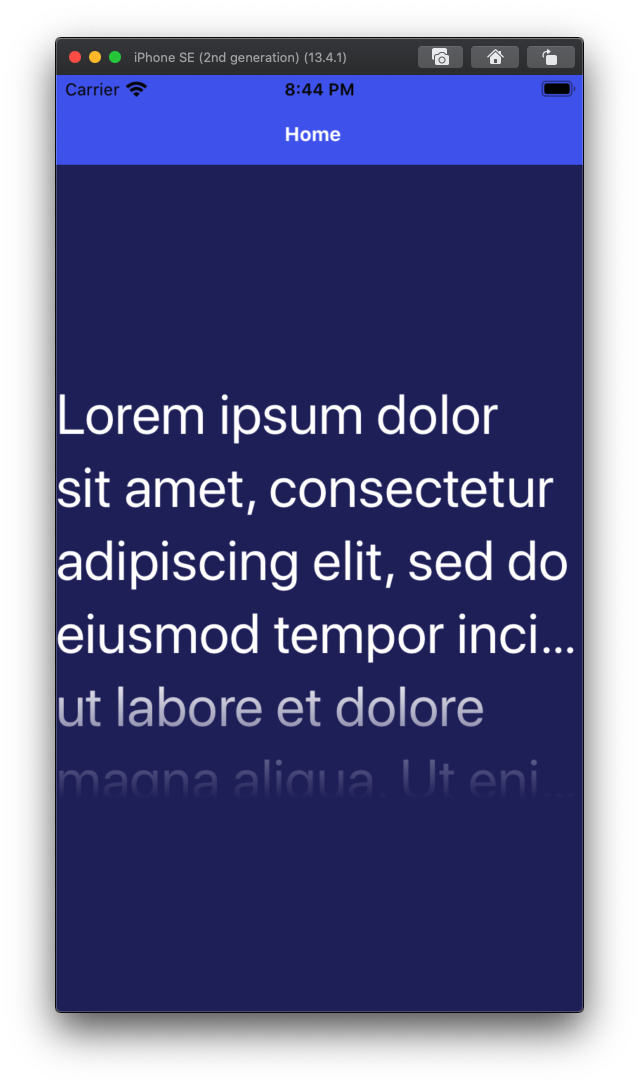 iPhone SE (2nd generation) (13.4.1)
Carrier 8:44 PM
Home
Lorem ipsum dolor
sit amet, consectetur
adipiscing elit, sed do
eiusmod tempor inci...
ut labore et dolore
magna aliqua. Ut eni...